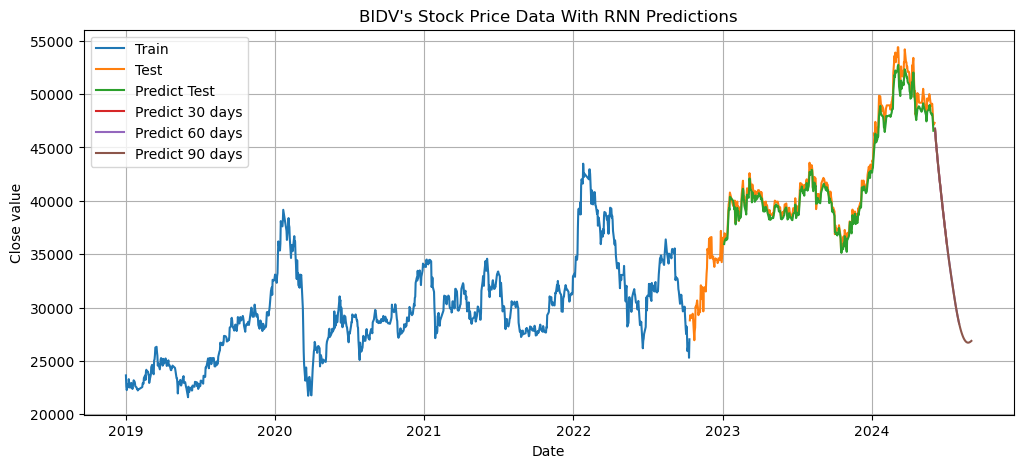 BIDV's Stock Price Data With RNN Predictions
55000
50000
45000
40000
35000
30000
25000
20000
Close value
Train
Test
Predict Test
Predict 30 days
Predict 60 days
Predict 90 days
2019 2020 2021 2022 2023 2024
Date